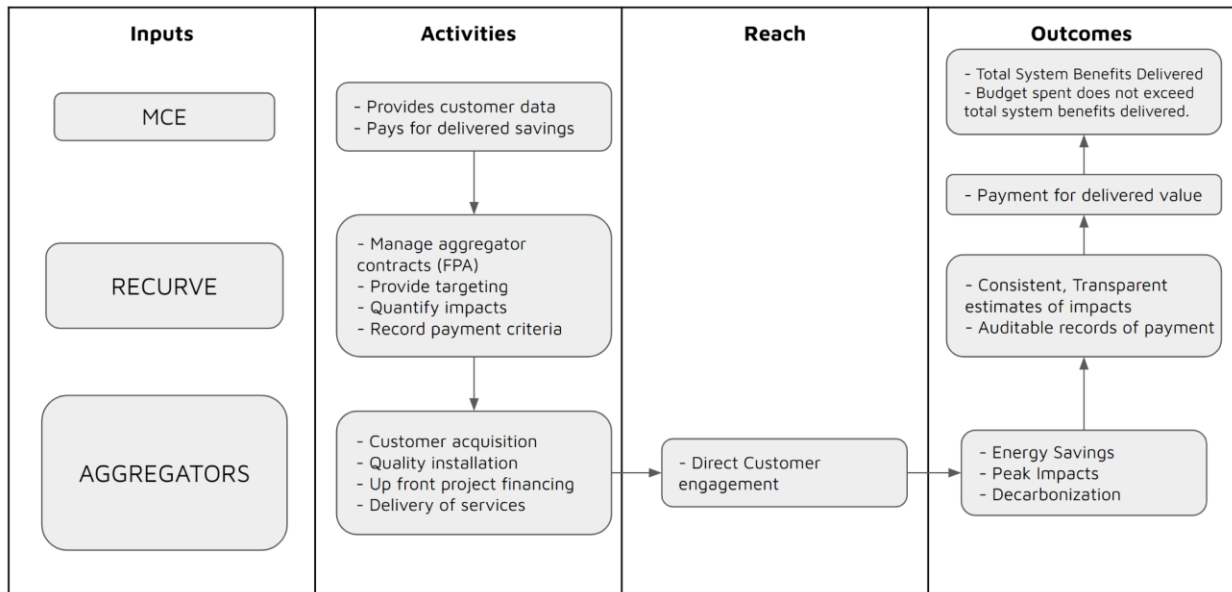 Inputs
MCE
RECURVE
AGGREGATORS
Activities
- Provides customer data
- Pays for delivered savings
- Manage aggregator
contracts (FPA)
- Provide targeting
- Quantify impacts
- Record payment criteria
- Customer acquisition
- Quality installation
- Up front project financing
- Delivery of services
Reach
- Direct Customer
engagement
Outcomes
- Total System Benefits Delivered
- Budget spent does not exceed
total system benefits delivered.
- Payment for delivered value
- Consistent, Transparent
estimates of impacts
- Auditable records of payment
- Energy Savings
- Peak Impacts
- Decarbonization